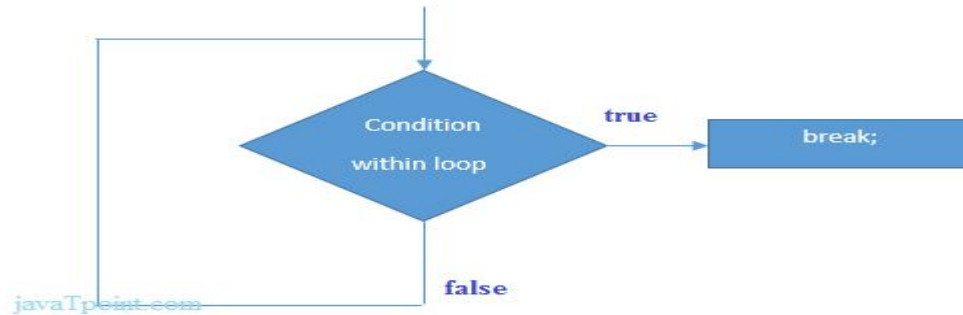 Condition
within loop
true
break;
false
javaTpoint.com